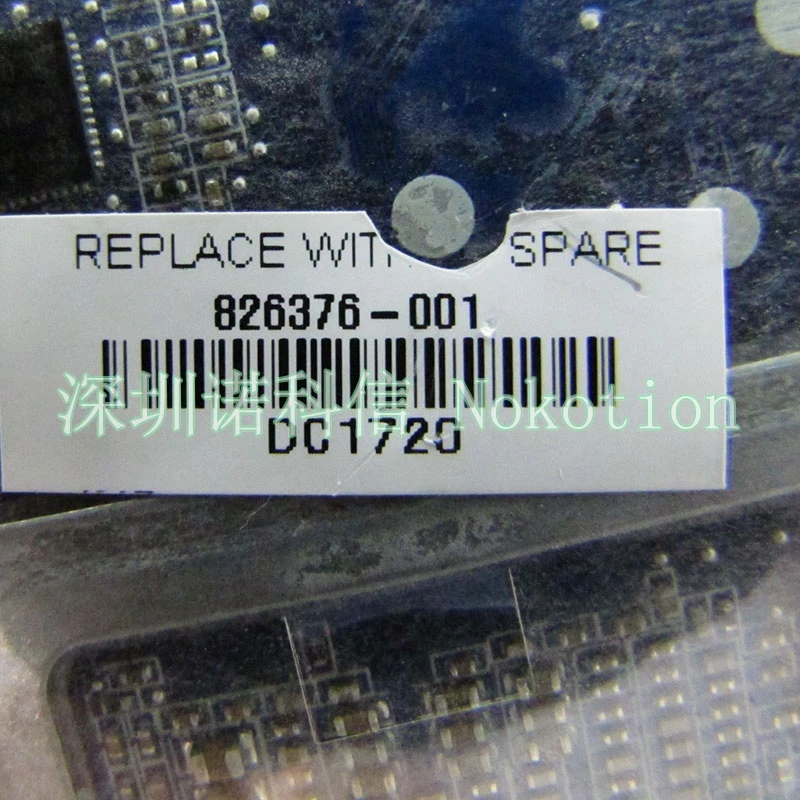 REPLACE WIT SPARE
826376-001
深圳诺科信 Nokotion
DC1720